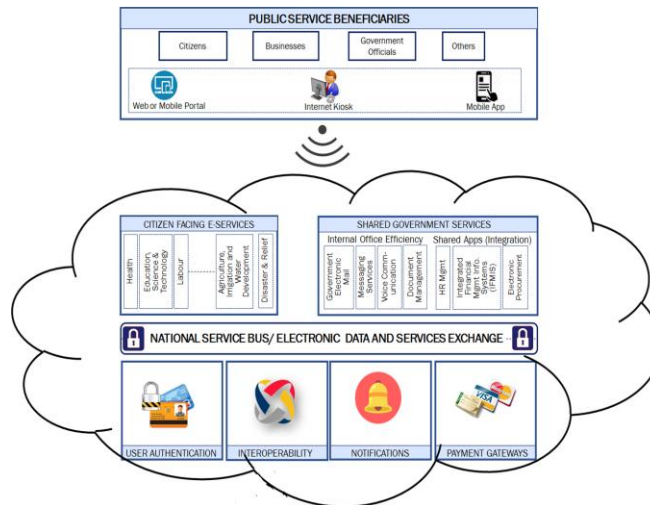 PUBLIC SERVICE BENEFICIARIES
Citizens
Businesses
Government
Officials
Others
Web or Mobile Portal
Internet Kiosk
Mobile App
CITIZEN FACING E-SERVICES
Health
Education,
Science &
Technology
Labour
Agriculture,
Irrigation and
Water
Development
Disaster & Relief
SHARED GOVERNMENT SERVICES
Internal Office Efficiency
Shared Apps (Integration)
Government
Electronic
Mail
Messaging
Services
Voice Comm-
unication
Document
Management
HR Mgmt
Integrated
Financial
Mgmt Info.
Systems
(IFMIS)
Electronic
Procurement
NATIONAL SERVICE BUS/ ELECTRONIC DATA AND SERVICES EXCHANGE
VISA
USER AUTHENTICATION
INTEROPERABILITY
NOTIFICATIONS
PAYMENT GATEWAYS